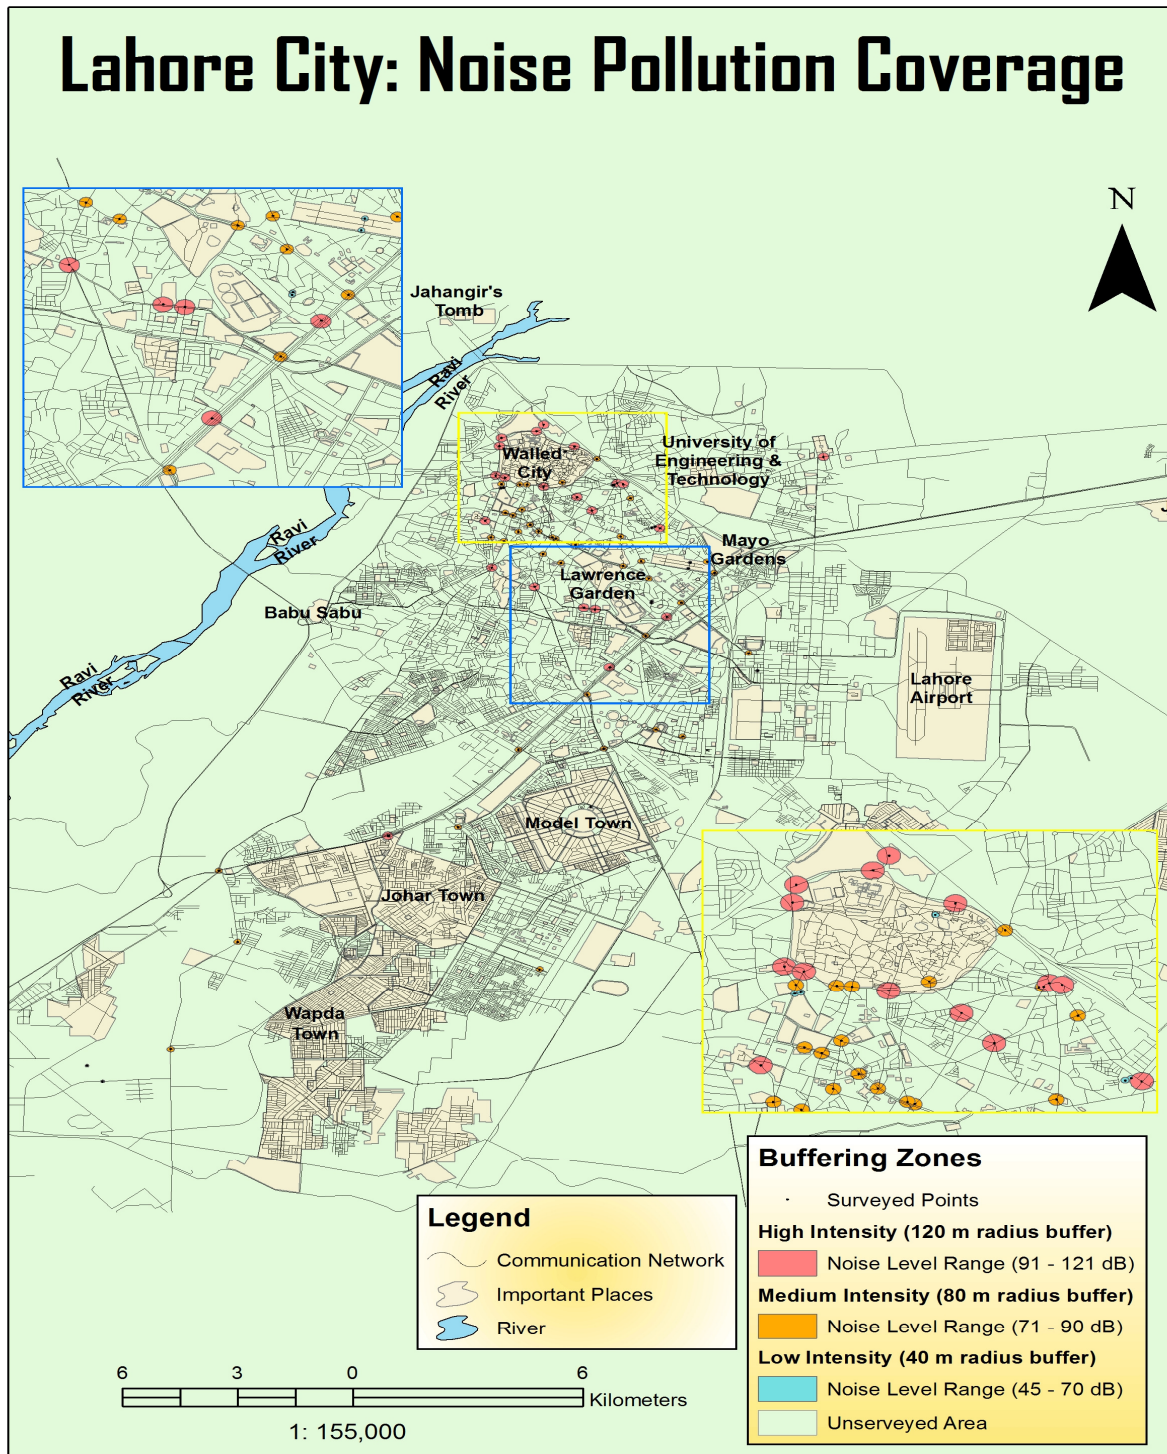 Lahore City: Noise Pollution Coverage
N
Jahangir's
Tomb
Ravi
River
Walled
City
University of
Engineering &
Technology
Ravi
River
Mayo
Gardens
Lawrence
Garden
Babu Sabu
Ravi
River
Lahore
Airport
Model Town
Johar Town
Wapda
Town
Legend
Communication Network
Important Places
River
Buffering Zones
Surveyed Points
High Intensity (120 m radius buffer)
Noise Level Range (91 - 121 dB)
Medium Intensity (80 m radius buffer)
Noise Level Range (71 - 90 dB)
Low Intensity (40 m radius buffer)
Noise Level Range (45 - 70 dB)
Unserveyed Area
6 3 0 6
Kilometers
1: 155,000